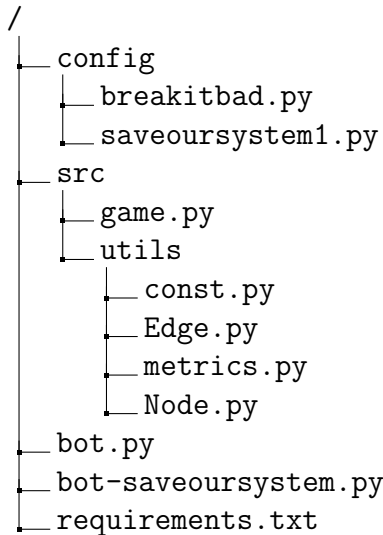 /
config
breakitbad.py
saveoursystem1.py
src
game.py
utils
const.py
Edge.py
metrics.py
Node.py
bot.py
bot-saveoursystem.py
requirements.txt